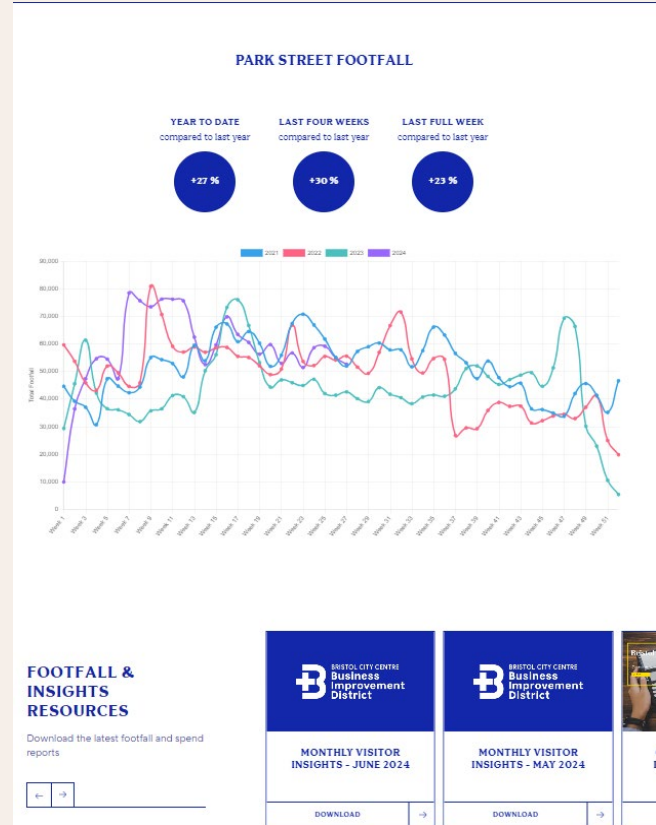 PARK STREET FOOTFALL
YEAR TO DATE
compared to last year
+27 %
LAST FOUR WEEKS
compared to last year
+30 %
LAST FULL WEEK
compared to last year
+23 %
2021 2022 2023 2024
Total Footfall
90,000
80,000
70,000
60,000
50,000
40,000
30,000
20,000
10,000
0
Week 1
Week 3
Week 5
Week 7
Week 9
Week 11
Week 13
Week 15
Week 17
Week 19
Week 21
Week 23
Week 25
Week 27
Week 29
Week 31
Week 33
Week 35
Week 37
Week 39
Week 41
Week 43
Week 45
Week 47
Week 49
Week 51
FOOTFALL &
INSIGHTS
RESOURCES
Download the latest footfall and spend
reports
BRISTOL CITY CENTRE
Business
Improvement
District
MONTHLY VISITOR
INSIGHTS - JUNE 2024
DOWNLOAD
BRISTOL CITY CENTRE
Business
Improvement
District
MONTHLY VISITOR
INSIGHTS - MAY 2024
DOWNLOAD